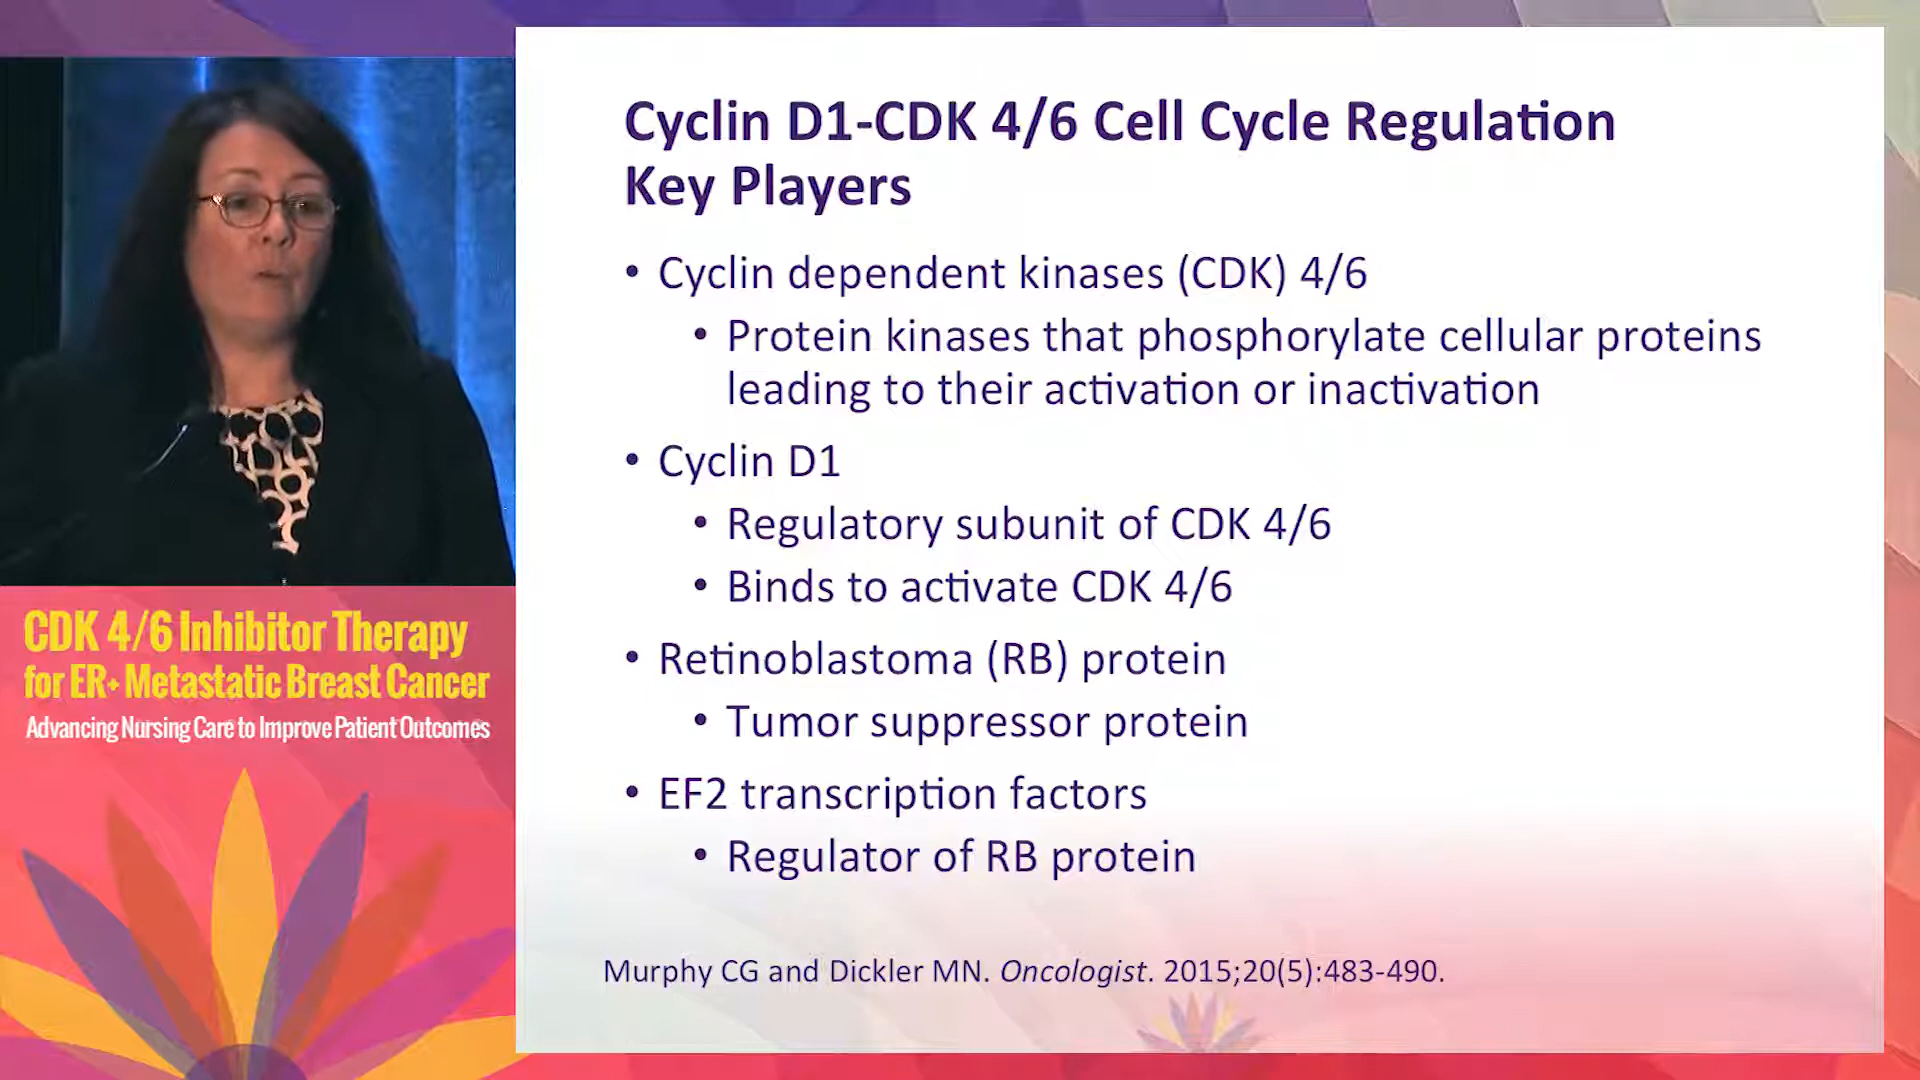 Cyclin D1-CDK 4/6 Cell Cycle Regulation
Key Players
• Cyclin dependent kinases (CDK) 4/6
• Protein kinases that phosphorylate cellular proteins
leading to their activation or inactivation
• Cyclin D1
• Regulatory subunit of CDK 4/6
• Binds to activate CDK 4/6
• Retinoblastoma (RB) protein
• Tumor suppressor protein
• EF2 transcription factors
• Regulator of RB protein
Murphy CG and Dickler MN. Oncologist. 2015;20(5):483-490.
CDK 4/6 Inhibitor Therapy
for ER+ Metastatic Breast Cancer
Advancing Nursing Care to Improve Patient Outcomes